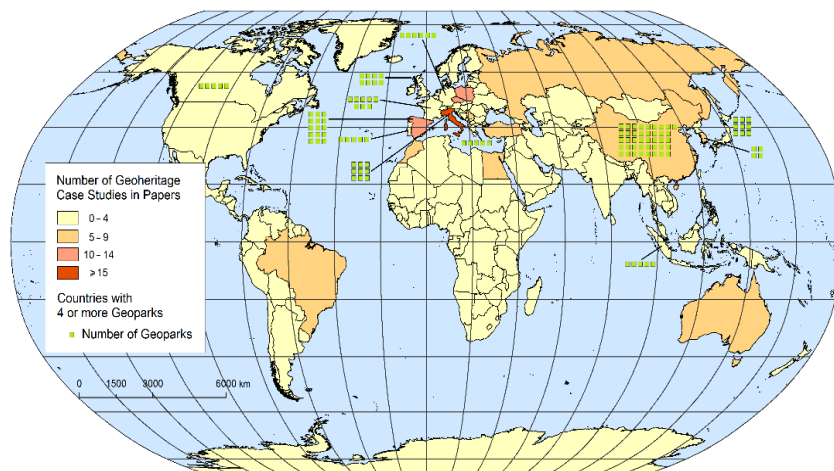 Number of Geoheritage
Case Studies in Papers
0 – 4
5 – 9
10 – 14
⩾ 15
Countries with
4 or more Geoparks
Number of Geoparks
0 1500 3000 6000 km